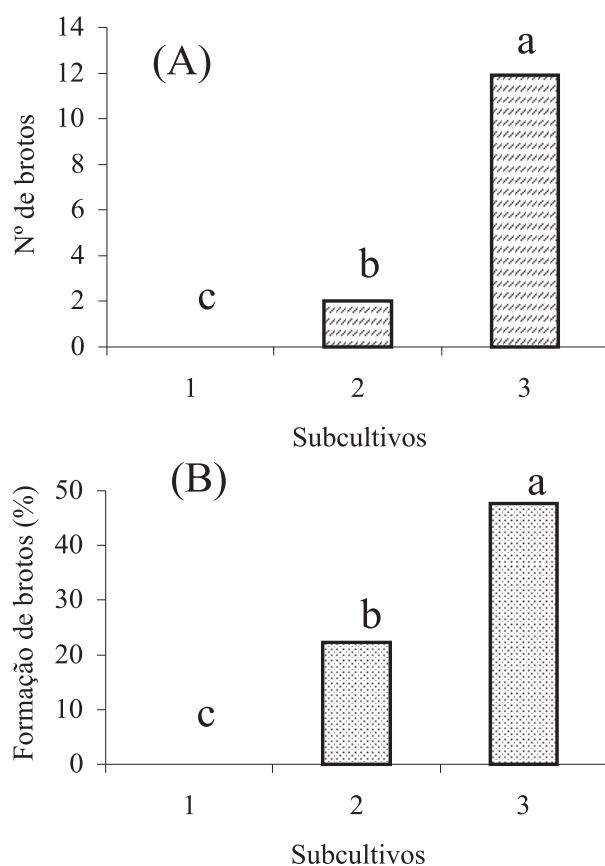 (A)
Nº de brotos
14
12
10
8
6
4
2
0
c
b
a
1 2 3
Subcultivos
(B)
Formação de brotos (%)
50
40
30
20
10
0
c
b
a
1 2 3
Subcultivos